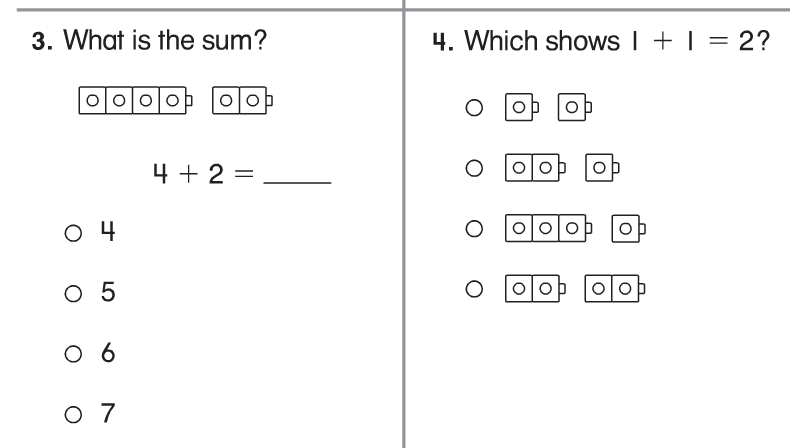 3. What is the sum?
4 + 2 = _____
4
5
6
7
4. Which shows 1 + 1 = 2?